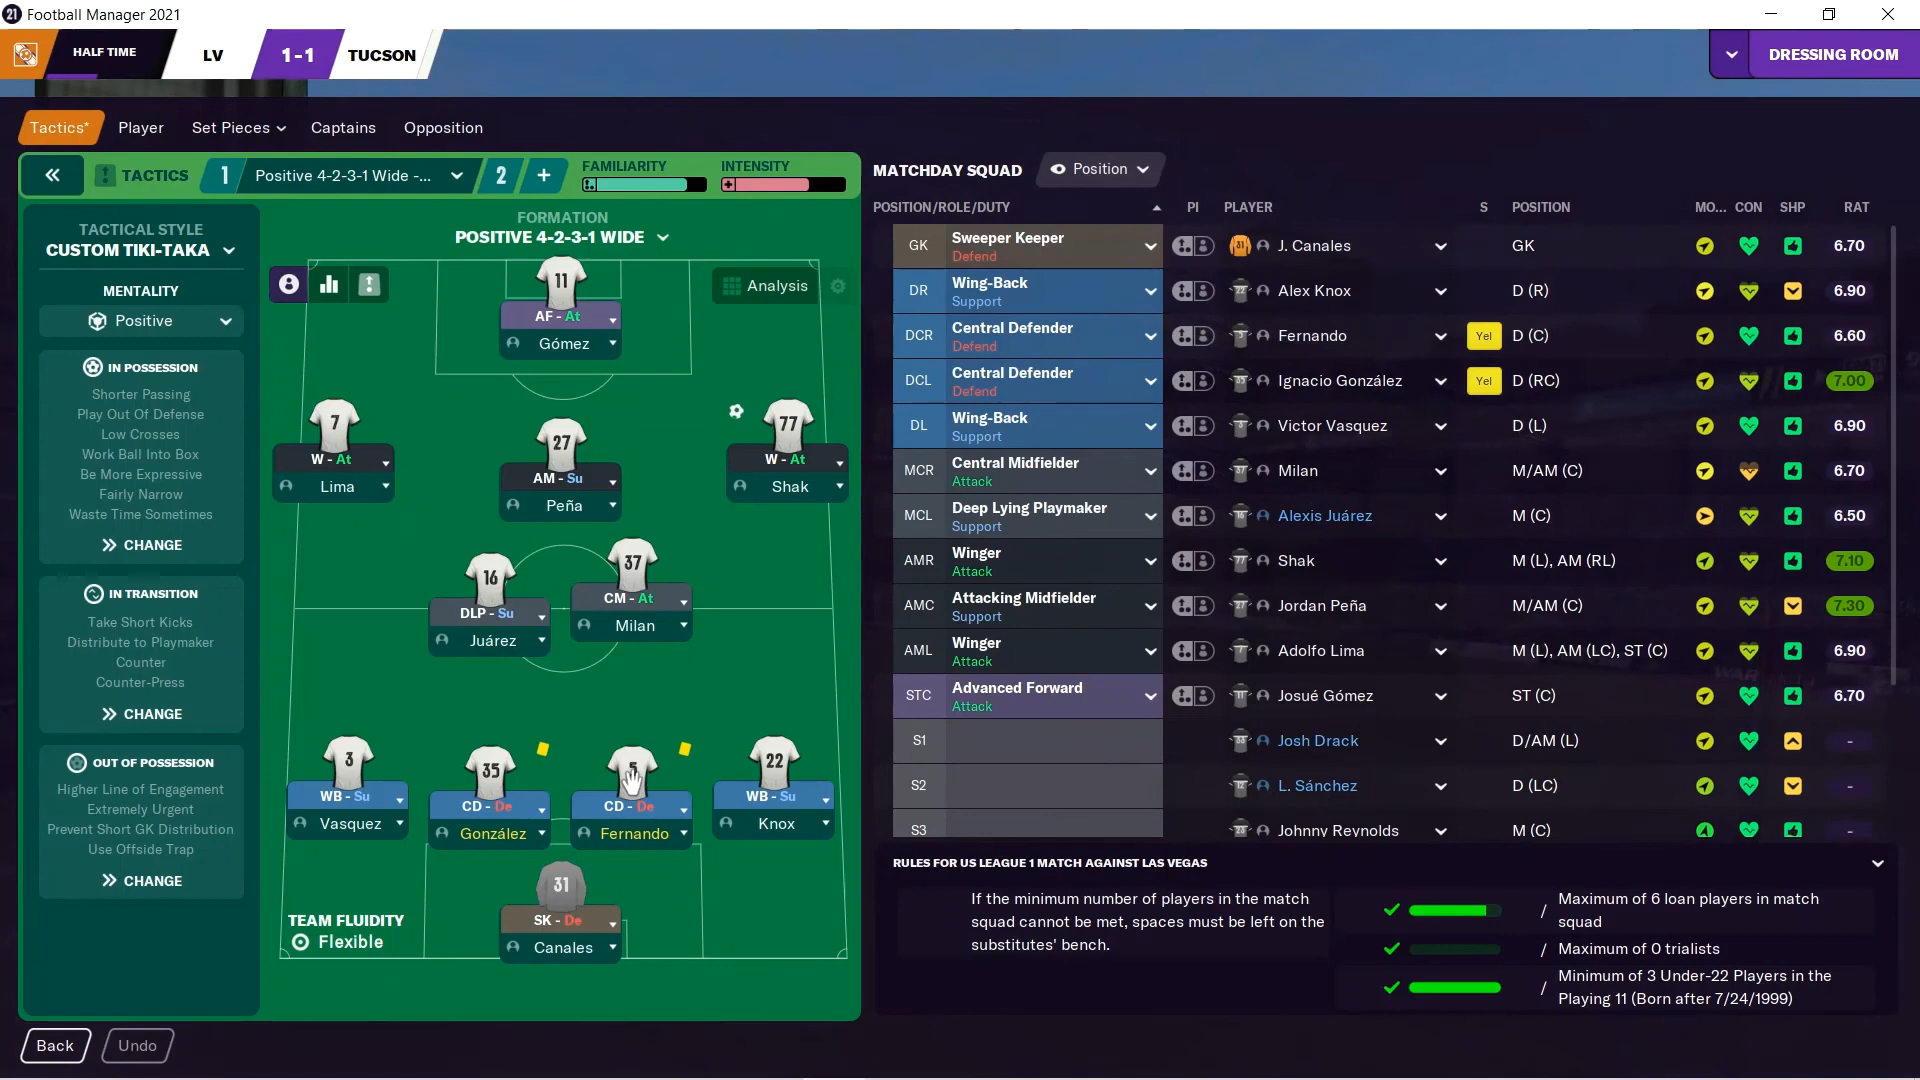 21 Football Manager 2021
HALF TIME LV 1-1 TUCSON
DRESSING ROOM
Tactics* Player Set Pieces Captains Opposition
TACTICS 1 Positive 4-2-3-1 Wide -... 2 +
FAMILIARITY INTENSITY
TACTICAL STYLE
CUSTOM TIKI-TAKA
MENTALITY
Positive
IN POSSESSION
Shorter Passing
Play Out Of Defense
Low Crosses
Work Ball Into Box
Be More Expressive
Fairly Narrow
Waste Time Sometimes
CHANGE
IN TRANSITION
Take Short Kicks
Distribute to Playmaker
Counter
Counter-Press
CHANGE
OUT OF POSSESSION
Higher Line of Engagement
Extremely Urgent
Prevent Short GK Distribution
Use Offside Trap
CHANGE
FORMATION
POSITIVE 4-2-3-1 WIDE
Analysis
11
AF - At
Gómez
7
W - At
Lima
27
AM - Su
Peña
77
W - At
Shak
16
DLP - Su
Juárez
37
CM - At
Milan
3
WB - Su
Vasquez
35
CD - De
González
5
CD - De
Fernando
22
WB - Su
Knox
31
SK - De
Canales
TEAM FLUIDITY
Flexible
MATCHDAY SQUAD Position
POSITION/ROLE/DUTY PI PLAYER S POSITION MO... CON SHP RAT
GK Sweeper Keeper Defend 31 J. Canales GK 6.70
DR Wing-Back Support 22 Alex Knox D (R) 6.90
DCR Central Defender Defend 5 Fernando Yel D (C) 6.60
DCL Central Defender Defend 35 Ignacio González Yel D (RC) 7.00
DL Wing-Back Support 3 Victor Vasquez D (L) 6.90
MCR Central Midfielder Attack 37 Milan M/AM (C) 6.70
MCL Deep Lying Playmaker Support 16 Alexis Juárez M (C) 6.50
AMR Winger Attack 77 Shak M (L), AM (RL) 7.10
AMC Attacking Midfielder Support 27 Jordan Peña M/AM (C) 7.30
AML Winger Attack 7 Adolfo Lima M (L), AM (LC), ST (C) 6.90
STC Advanced Forward Attack 11 Josué Gómez ST (C) 6.70
S1 Josh Drack D/AM (L) -
S2 12 L. Sánchez D (LC) -
S3 Johnny Reynolds M (C) -
RULES FOR US LEAGUE 1 MATCH AGAINST LAS VEGAS
If the minimum number of players in the match
squad cannot be met, spaces must be left on the
substitutes' bench.
/ Maximum of 6 loan players in match
squad
/ Maximum of 0 trialists
/ Minimum of 3 Under-22 Players in the
Playing 11 (Born after 7/24/1999)
Back Undo